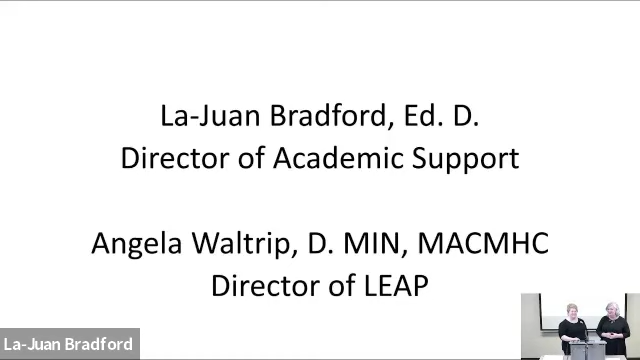 La-Juan Bradford, Ed. D.
Director of Academic Support
Angela Waltrip, D. MIN, MACMHC
Director of LEAP
La-Juan Bradford